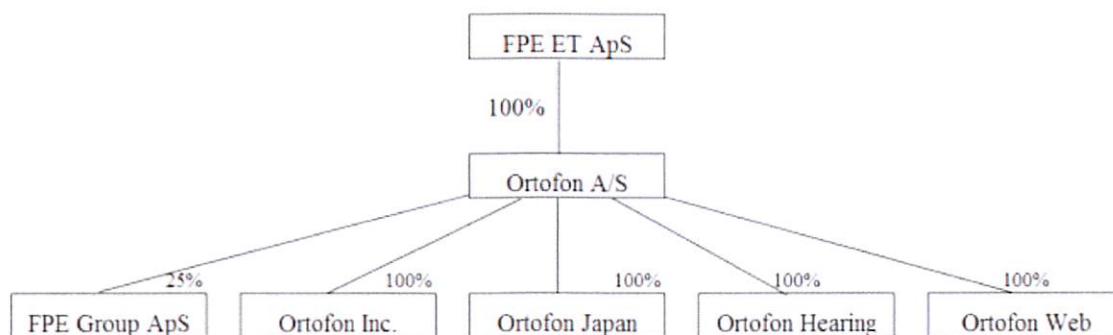 FPE ET ApS
100%
Ortofon A/S
25%
100%
100%
100%
100%
FPE Group ApS
Ortofon Inc.
Ortofon Japan
Ortofon Hearing
Ortofon Web